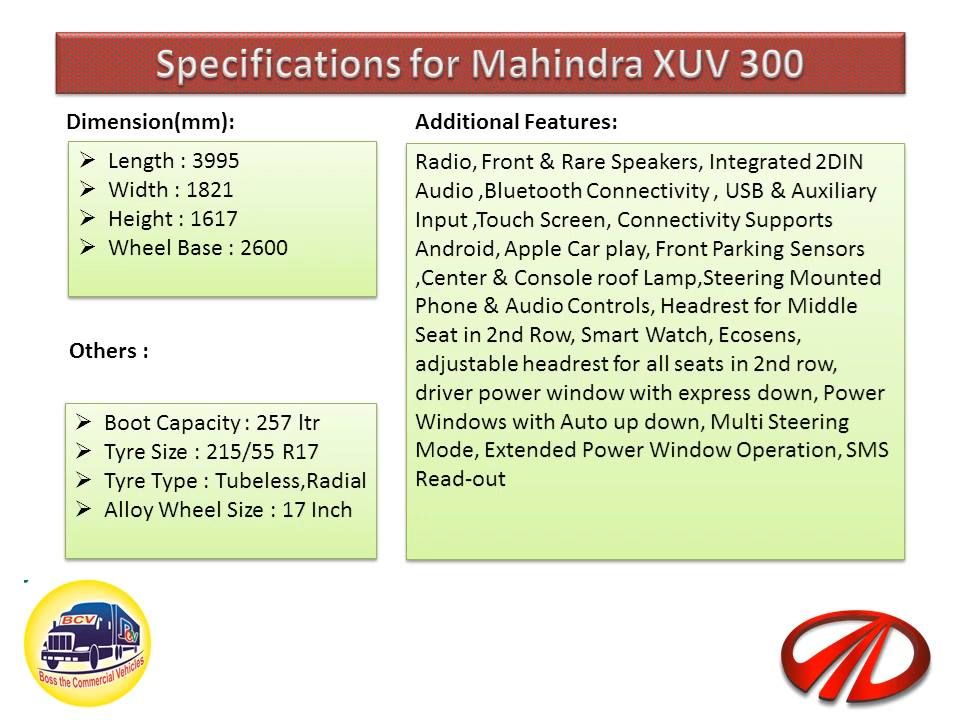 Specifications for Mahindra XUV 300
Dimension(mm):
➢ Length : 3995
➢ Width : 1821
➢ Height : 1617
➢ Wheel Base : 2600
Others :
➢ Boot Capacity : 257 ltr
➢ Tyre Size : 215/55 R17
➢ Tyre Type : Tubeless,Radial
➢ Alloy Wheel Size : 17 Inch
Additional Features:
Radio, Front & Rare Speakers, Integrated 2DIN
Audio ,Bluetooth Connectivity , USB & Auxiliary
Input ,Touch Screen, Connectivity Supports
Android, Apple Car play, Front Parking Sensors
,Center & Console roof Lamp,Steering Mounted
Phone & Audio Controls, Headrest for Middle
Seat in 2nd Row, Smart Watch, Ecosens,
adjustable headrest for all seats in 2nd row,
driver power window with express down, Power
Windows with Auto up down, Multi Steering
Mode, Extended Power Window Operation, SMS
Read-out
BCV
BCV
Boss the Commercial Vehicles